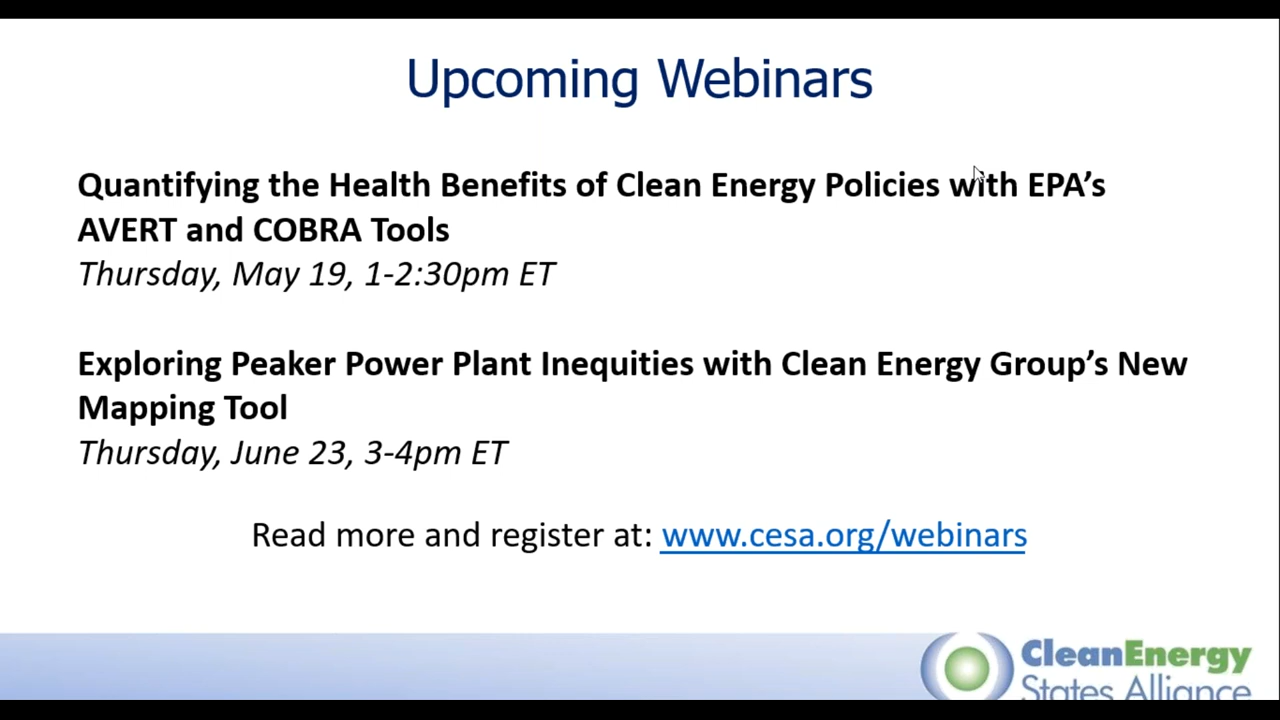 Upcoming Webinars
Quantifying the Health Benefits of Clean Energy Policies with EPA’s
AVERT and COBRA Tools
Thursday, May 19, 1-2:30pm ET
Exploring Peaker Power Plant Inequities with Clean Energy Group’s New
Mapping Tool
Thursday, June 23, 3-4pm ET
Read more and register at: www.cesa.org/webinars
CleanEnergy
States Alliance